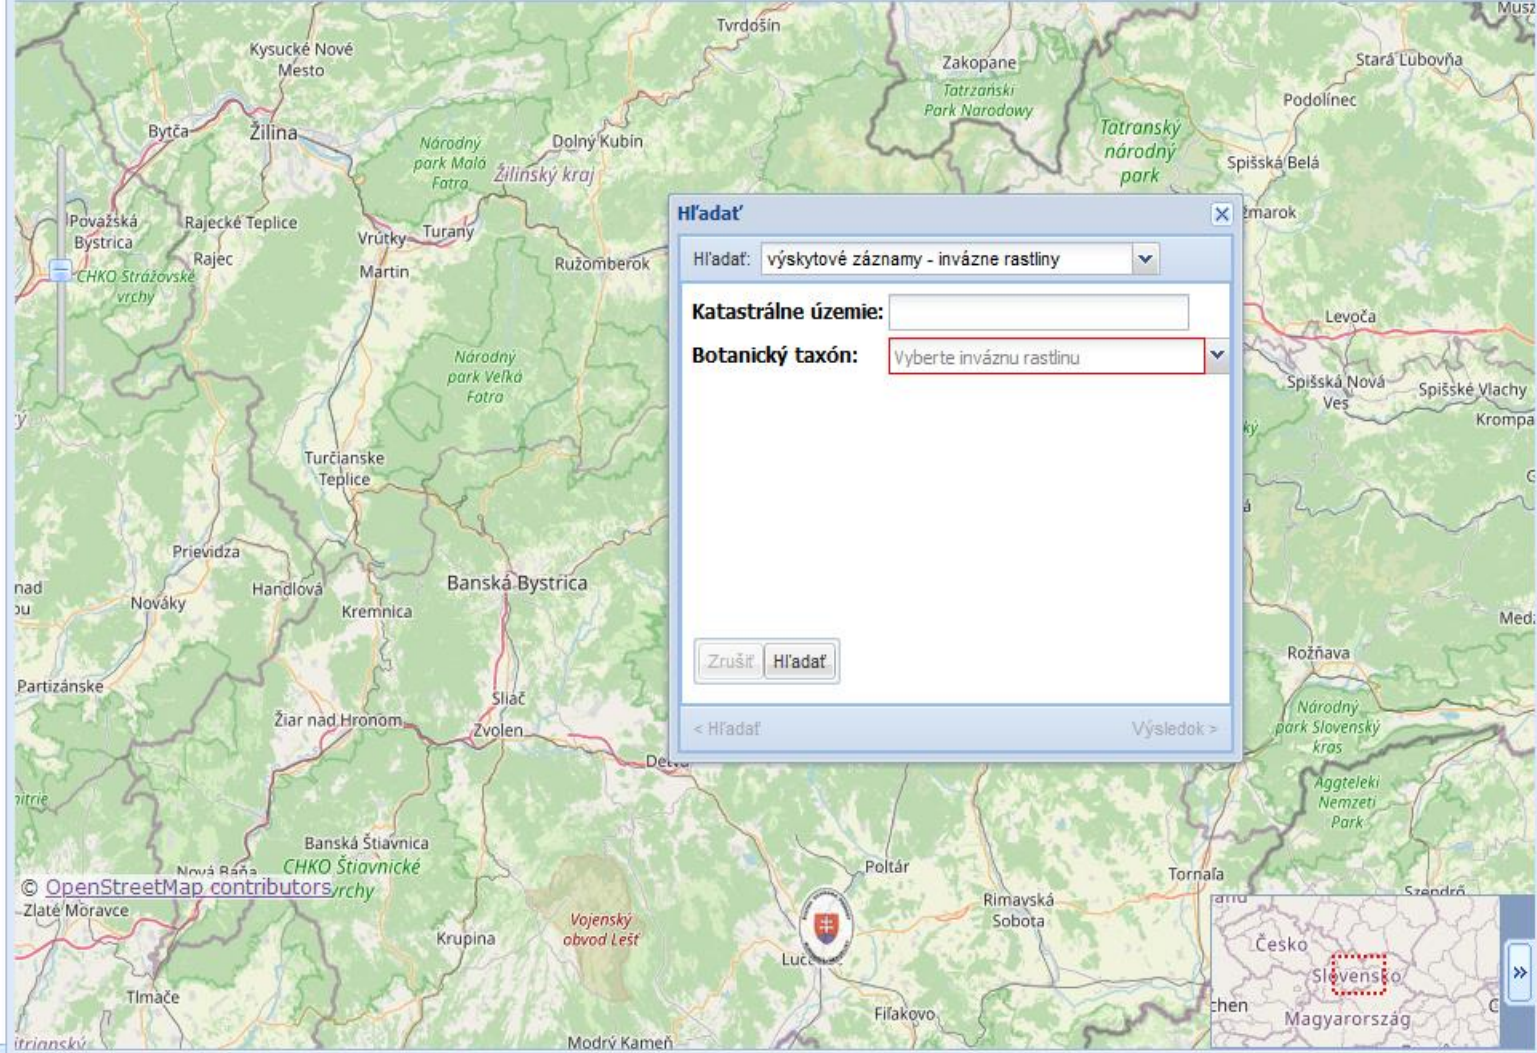 Tvrdošín
Kysucké Nové
Mesto
Zakopane
Stará Ľubovňa
Tatrzański
Park Narodowy
Podolínec
Bytča
Žilina
Národný
park Malá
Fatra
Dolný Kubín
Žilinský kraj
Tatranský
národný
park
Spišská Belá
Považská
Bystrica
Rajecké Teplice
Vrútky
Turany
Hľadať
Rajec
CHKO Strážovské
vrchy
Martin
Ružomberok
Hľadať: výskytové záznamy - invázne rastliny
Katastrálne územie:
Levoča
Botanický taxón: Vyberte inváznu rastlinu
Národný
park Veľká
Fatra
Spišská Nová
Ves
Spišské Vlachy
Turčianske
Teplice
Prievidza
Handlová
Banská Bystrica
Nováky
Kremnica
Zrušiť Hľadať
Rožňava
Partizánske
Sliač
Žiar nad Hronom
Zvolen
< Hľadať Výsledok >
Národný
park Slovenský
kras
Aggteleki
Nemzeti
Park
Banská Štiavnica
Nová Baňa
CHKO Štiavnické
vrchy
Poltár
Tornaľa
© OpenStreetMap contributors
Szendrő
Zlaté Moravce
Rimavská
Sobota
Vojenský
obvod Lešť
Krupina
Česko
Slovensko
Tlmače
Fiľakovo
Magyarország
Modrý Kameň